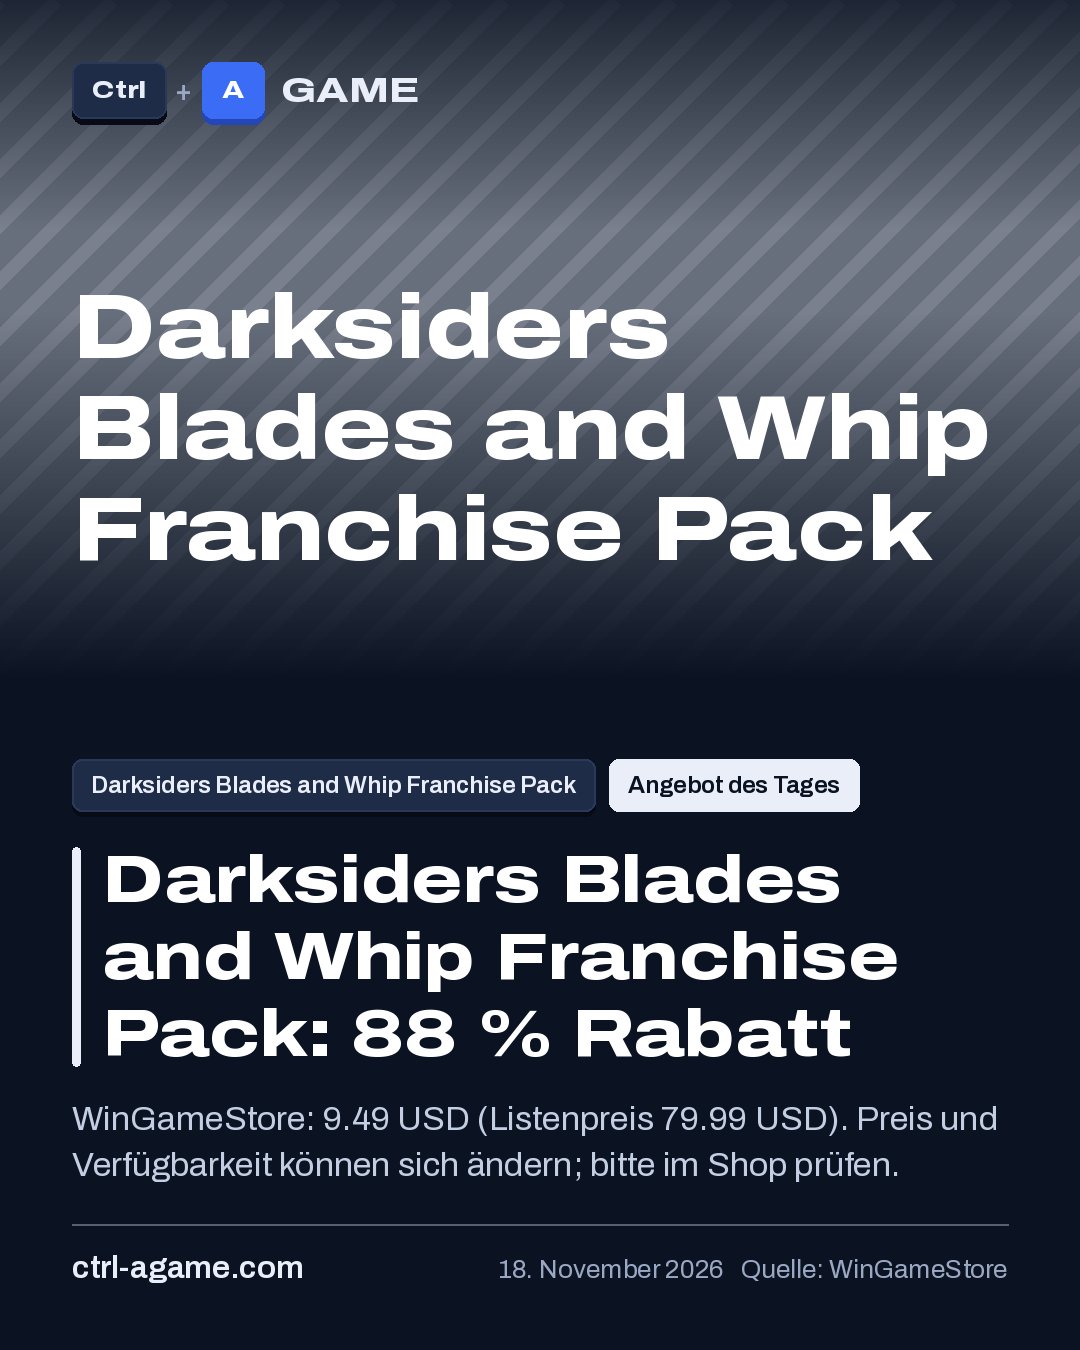 Ctrl + A GAME
Darksiders
Blades and Whip
Franchise Pack
Darksiders Blades and Whip Franchise Pack Angebot des Tages
Darksiders Blades
and Whip Franchise
Pack: 88 % Rabatt
WinGameStore: 9.49 USD (Listenpreis 79.99 USD). Preis und
Verfügbarkeit können sich ändern; bitte im Shop prüfen.
ctrl-agame.com 18. November 2026 Quelle: WinGameStore